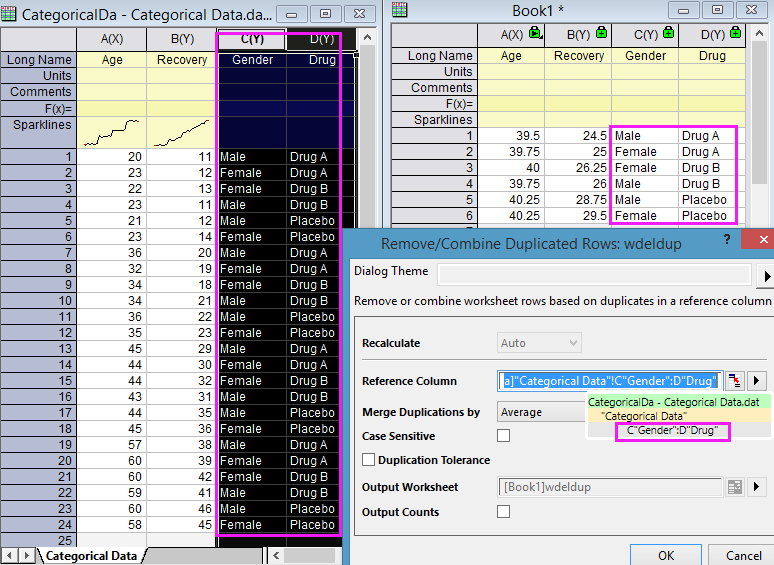 CategoricalDa - Categorical Data.da...
A(X) B(Y) C(Y) D(Y)
Long Name Age Recovery Gender Drug
Units
Comments
F(x)=
Sparklines
1 20 11 Male Drug A
2 23 12 Female Drug A
3 22 13 Female Drug B
4 23 11 Male Drug B
5 21 12 Male Placebo
6 23 14 Female Placebo
7 36 20 Male Drug A
8 32 19 Female Drug A
9 34 18 Female Drug B
10 34 21 Male Drug B
11 36 22 Male Placebo
12 35 23 Female Placebo
13 45 29 Male Drug A
14 44 30 Female Drug A
15 44 32 Female Drug B
16 43 31 Male Drug B
17 44 35 Male Placebo
18 45 36 Female Placebo
19 57 38 Male Drug A
20 60 39 Female Drug A
21 60 42 Female Drug B
22 59 41 Male Drug B
23 60 46 Male Placebo
24 58 45 Female Placebo
25
Categorical Data
Book1 *
A(X) B(Y) C(Y) D(Y)
Long Name Age Recovery Gender Drug
Units
Comments
F(x)=
Sparklines
1 39.5 24.5 Male Drug A
2 39.75 25 Female Drug A
3 40 26.25 Female Drug B
4 39.75 26 Male Drug B
5 40.25 28.75 Male Placebo
6 40.25 29.5 Female Placebo
Remove/Combine Duplicated Rows: wdeldup ?
Dialog Theme
Remove or combine worksheet rows based on duplicates in a reference column
Recalculate Auto
Reference Column a]"Categorical Data"!C"Gender":D"Drug"
CategoricalDa - Categorical Data.dat
"Categorical Data"
C"Gender":D"Drug"
Merge Duplications by Average
Case Sensitive
Duplication Tolerance
Output Worksheet [Book1]wdeldup
Output Counts
OK Cancel